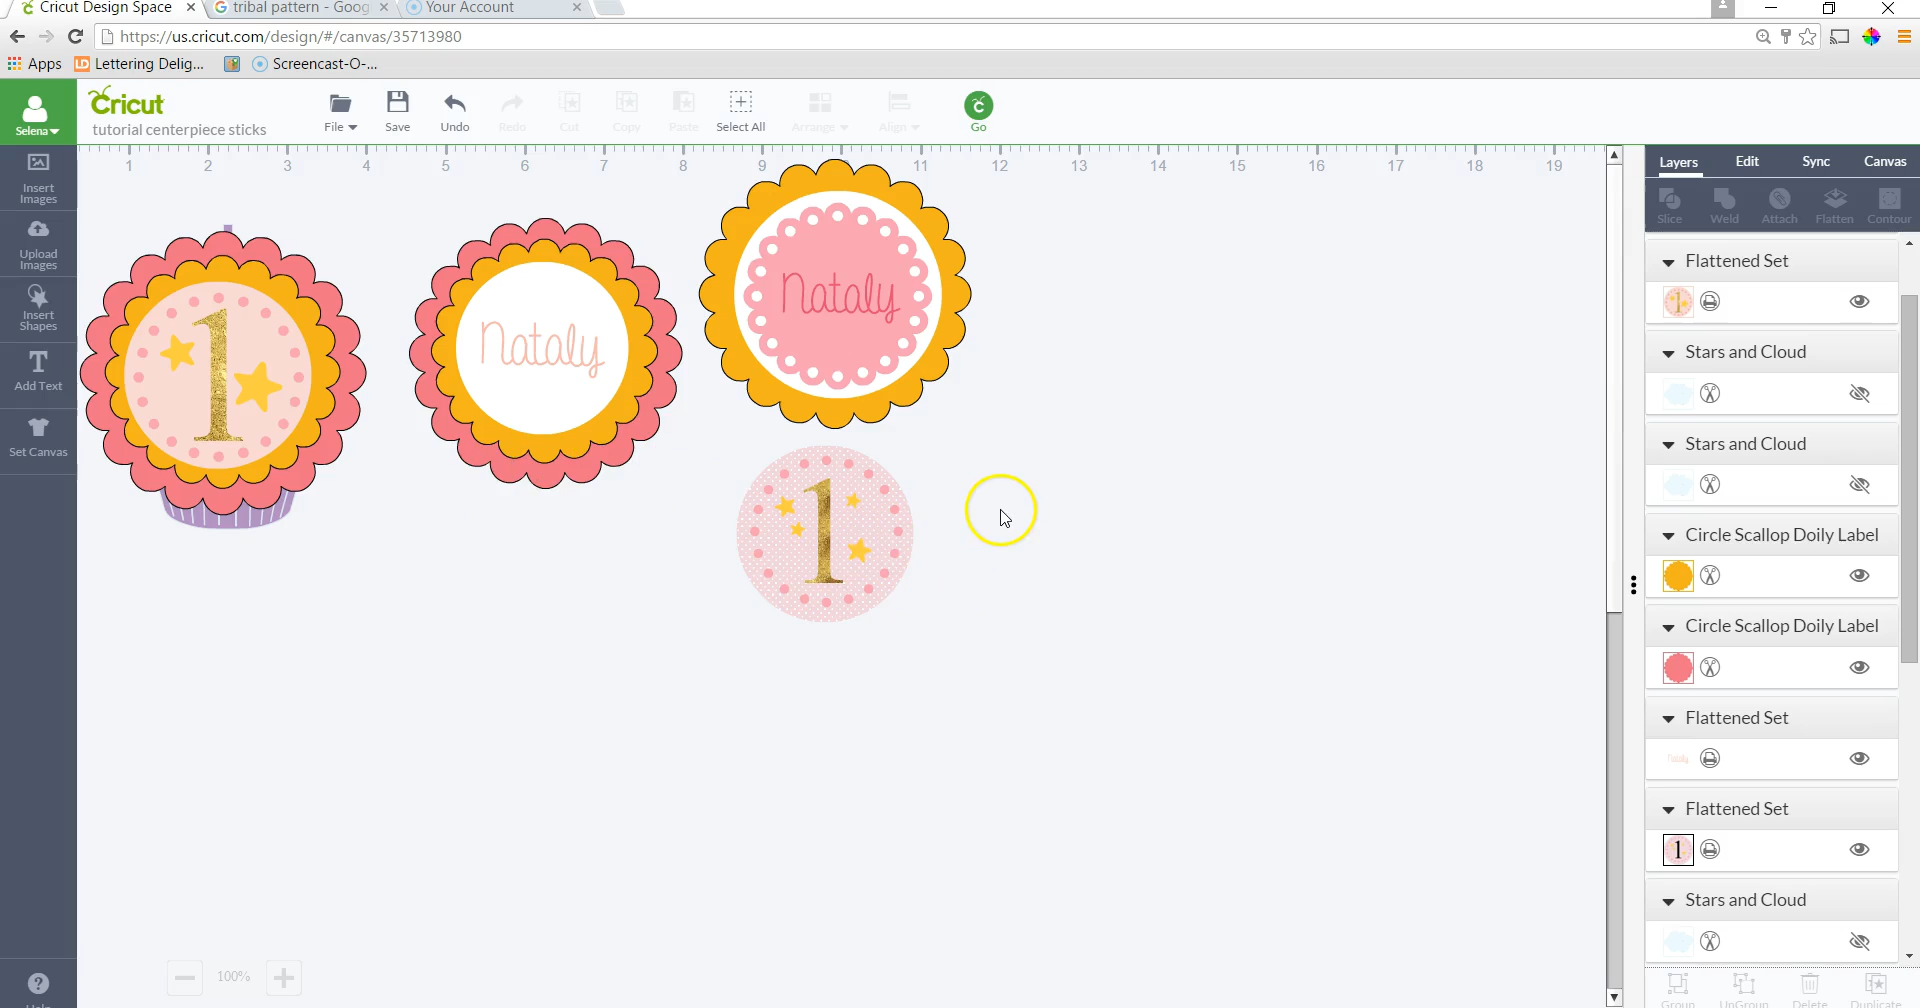 Cricut Design Space
tribal pattern - Goog
Your Account
https://us.cricut.com/design/#/canvas/35713980
Apps
Lettering Delig...
Screencast-O-...
Selena
Cricut
tutorial centerpiece sticks
File
Save
Undo
Redo
Cut
Copy
Paste
Select All
Arrange
Align
Go
1 2 3 4 5 6 7 8 9 11 12 13 14 15 16 17 18 19
Insert
Images
Upload
Images
Insert
Shapes
Add Text
Set Canvas
1
Nataly
Nataly
1
100%
Layers
Edit
Sync
Canvas
Slice
Weld
Attach
Flatten
Contour
Flattened Set
Stars and Cloud
Stars and Cloud
Circle Scallop Doily Label
Circle Scallop Doily Label
Flattened Set
Nataly
Flattened Set
1
Stars and Cloud
Group
UnGroup
Delete
Duplicate
Help